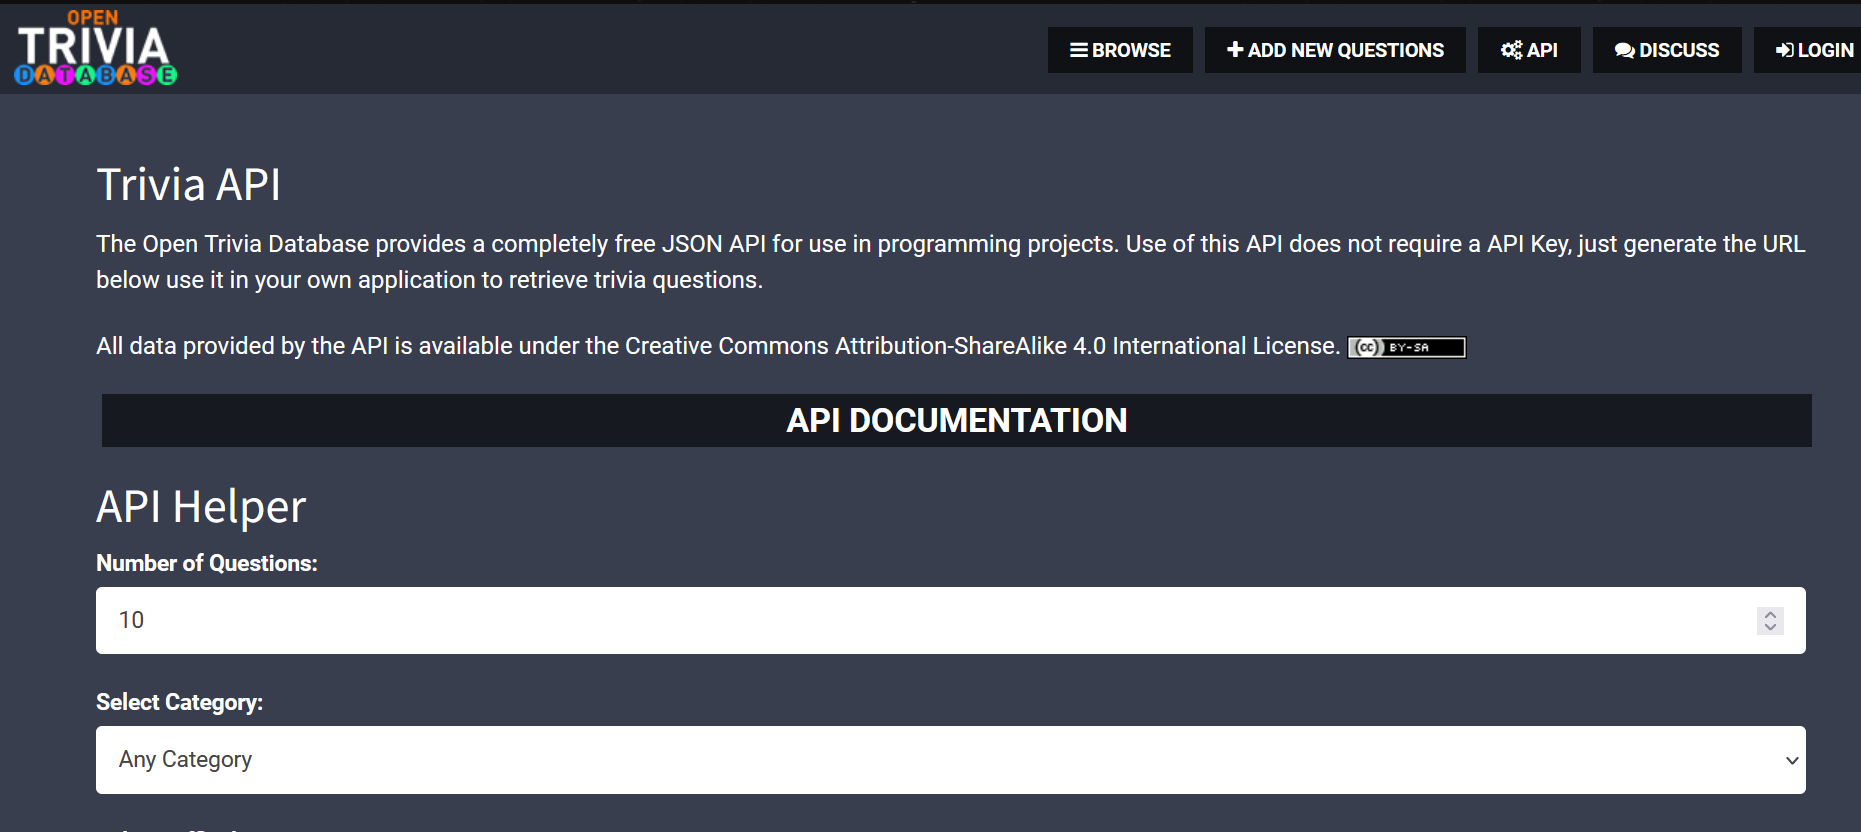 OPEN
TRIVIA
DATABASE
BROWSE
ADD NEW QUESTIONS
API
DISCUSS
LOGIN
Trivia API
The Open Trivia Database provides a completely free JSON API for use in programming projects. Use of this API does not require a API Key, just generate the URL
below use it in your own application to retrieve trivia questions.
All data provided by the API is available under the Creative Commons Attribution-ShareAlike 4.0 International License. (cc) BY-SA
API DOCUMENTATION
API Helper
Number of Questions:
10
Select Category:
Any Category